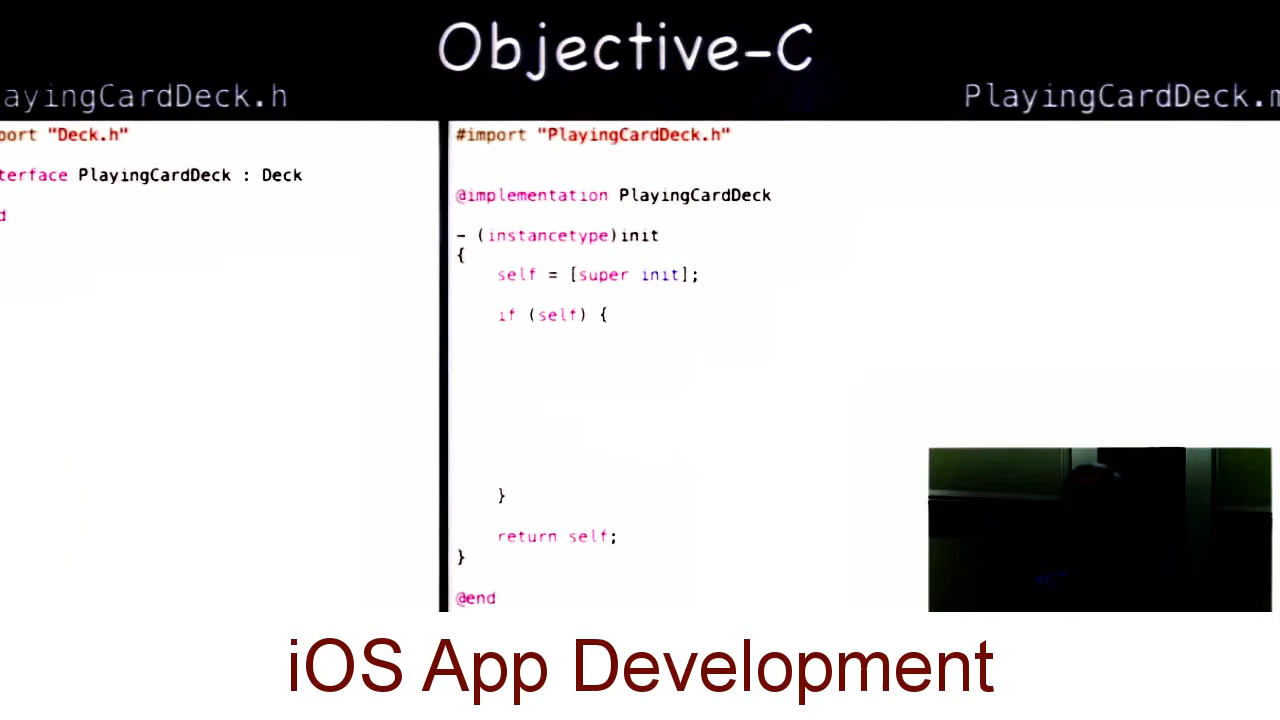 Objective-C
ayingCardDeck.h
PlayingCardDeck.m
port "Deck.h"
terface PlayingCardDeck : Deck
d
#import "PlayingCardDeck.h"
@implementation PlayingCardDeck
- (instancetype)init
{
self = [super init];
if (self) {
}
return self;
}
@end
iOS App Development